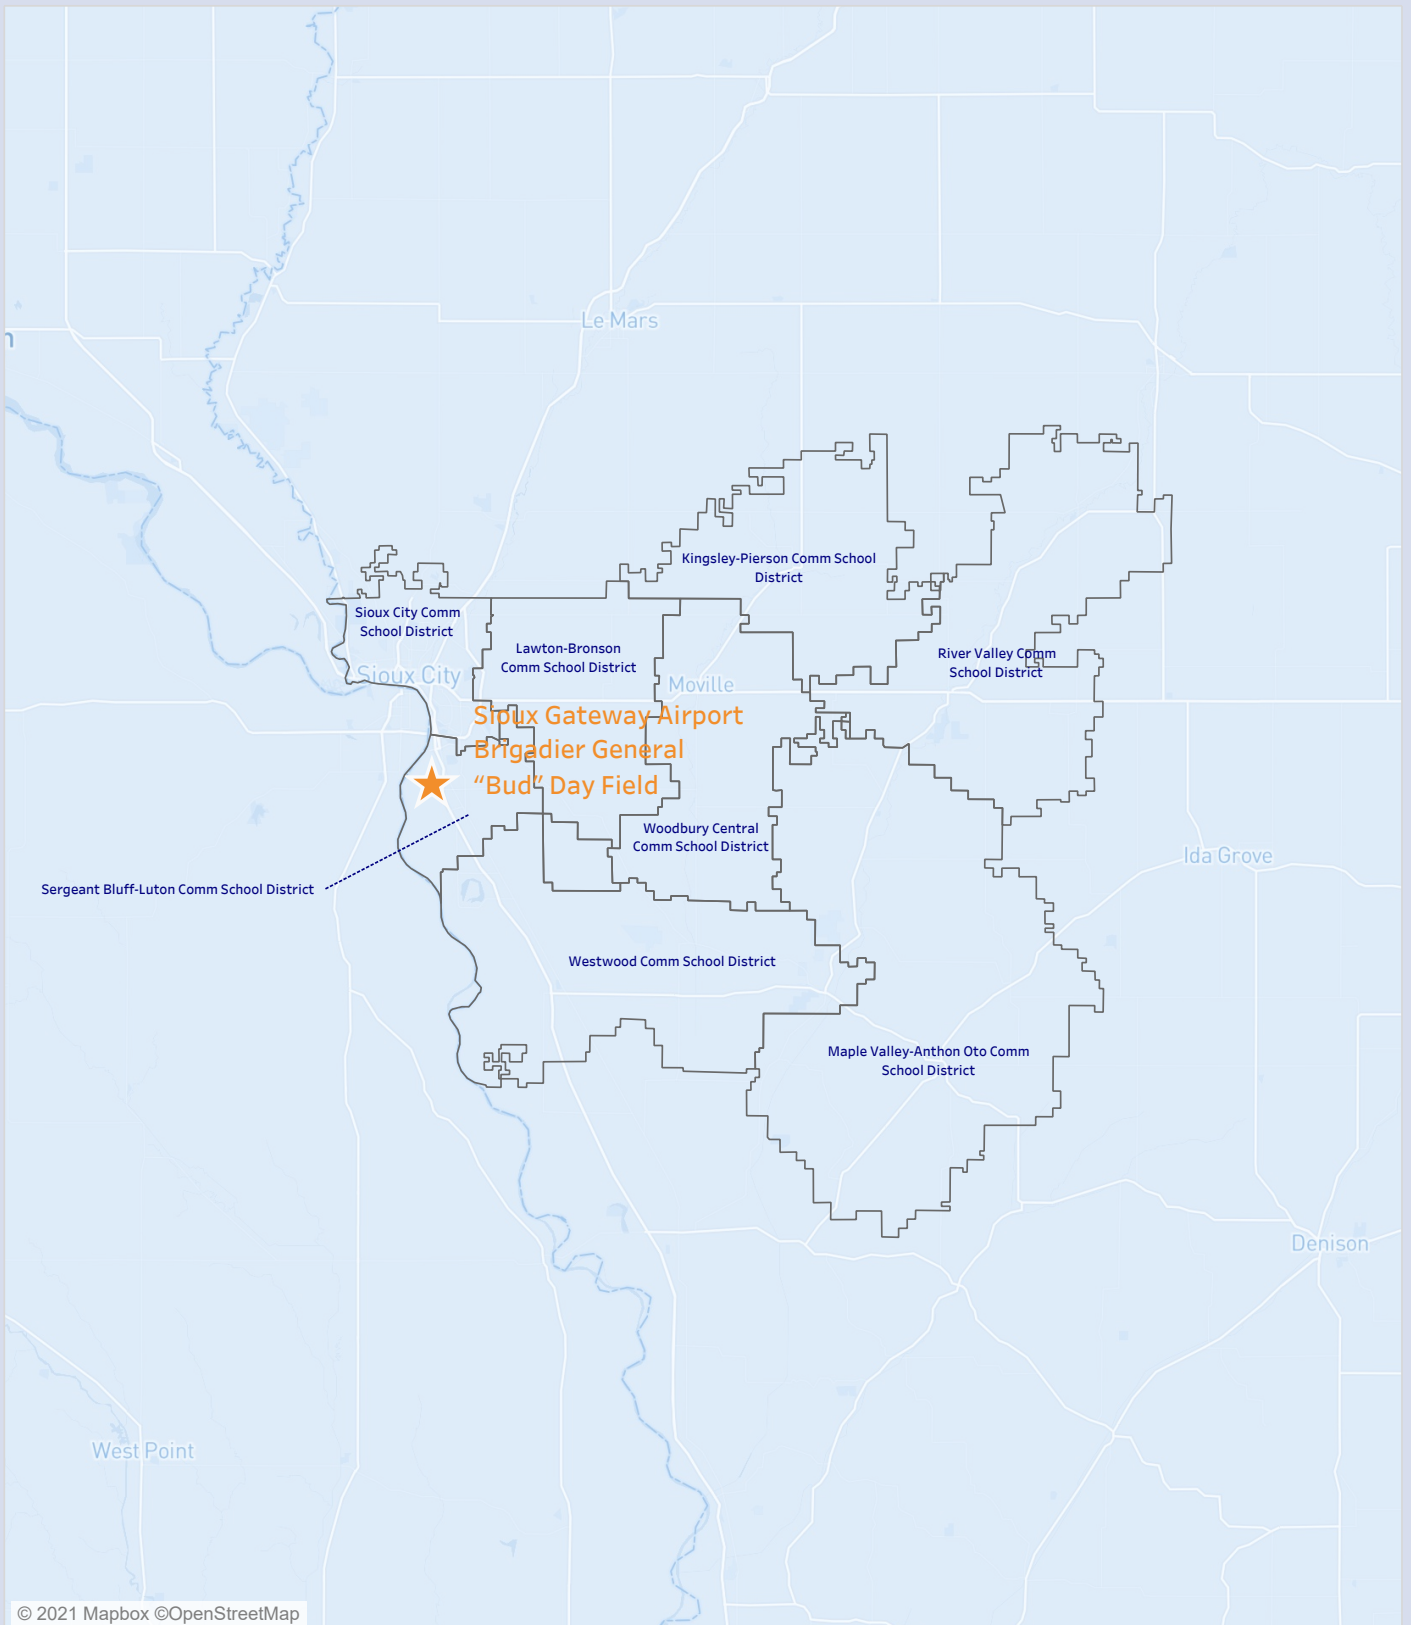 Le Mars
n
Kingsley-Pierson Comm School
District
Sioux City Comm
School District
Lawton-Bronson
Comm School District
River Valley Comm
School District
Sioux City
Moville
Sioux Gateway Airport
Brigadier General
“Bud” Day Field
Woodbury Central
Comm School District
Ida Grove
Sergeant Bluff-Luton Comm School District
Westwood Comm School District
Maple Valley-Anthon Oto Comm
School District
Denison
West Point
© 2021 Mapbox ©OpenStreetMap